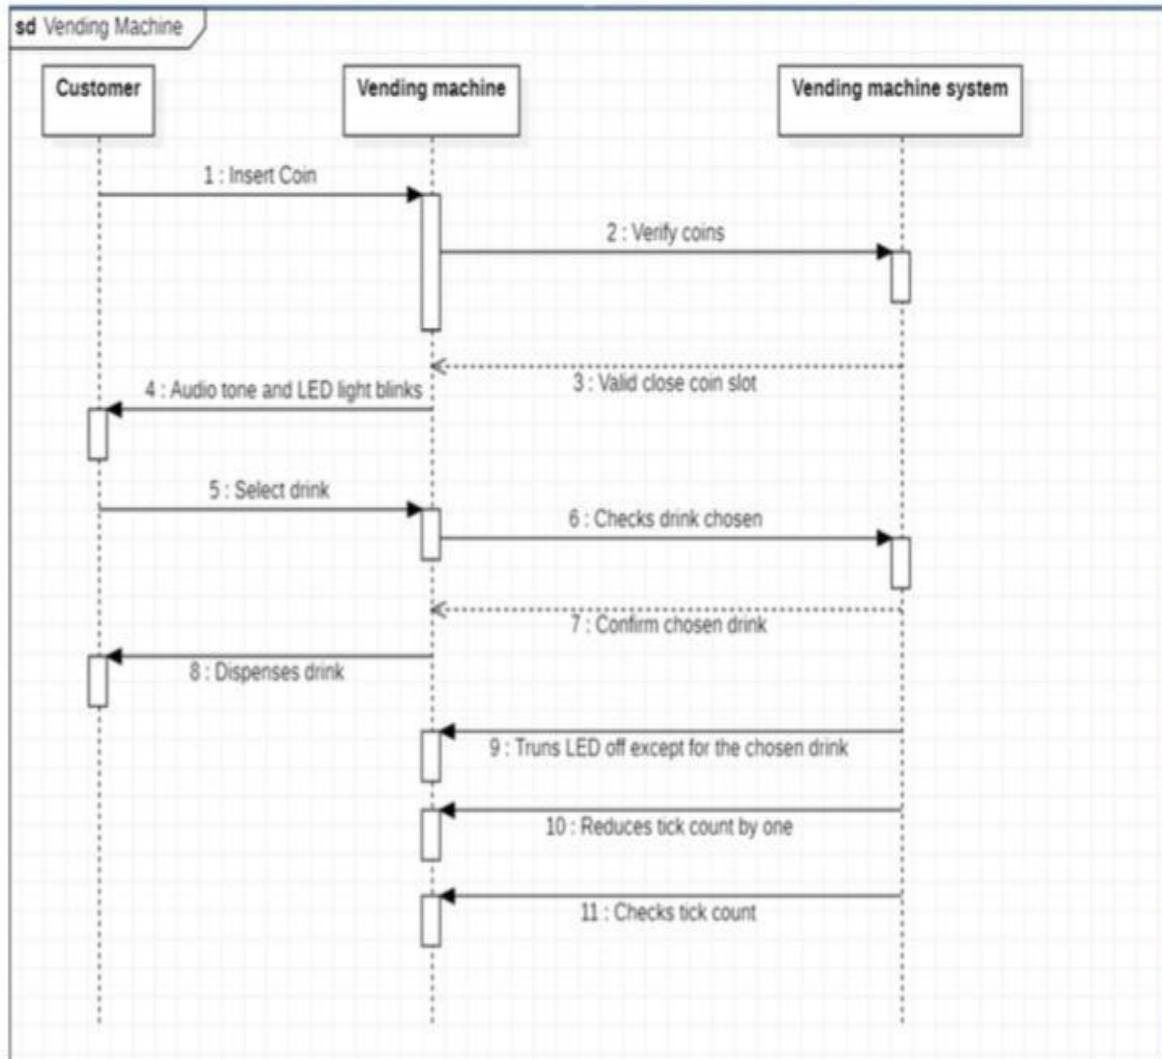 sd Vending Machine
Customer
Vending machine
Vending machine system
1 : Insert Coin
2 : Verify coins
3 : Valid close coin slot
4 : Audio tone and LED light blinks
5 : Select drink
6 : Checks drink chosen
7 : Confirm chosen drink
8 : Dispenses drink
9 : Truns LED off except for the chosen drink
10 : Reduces tick count by one
11 : Checks tick count